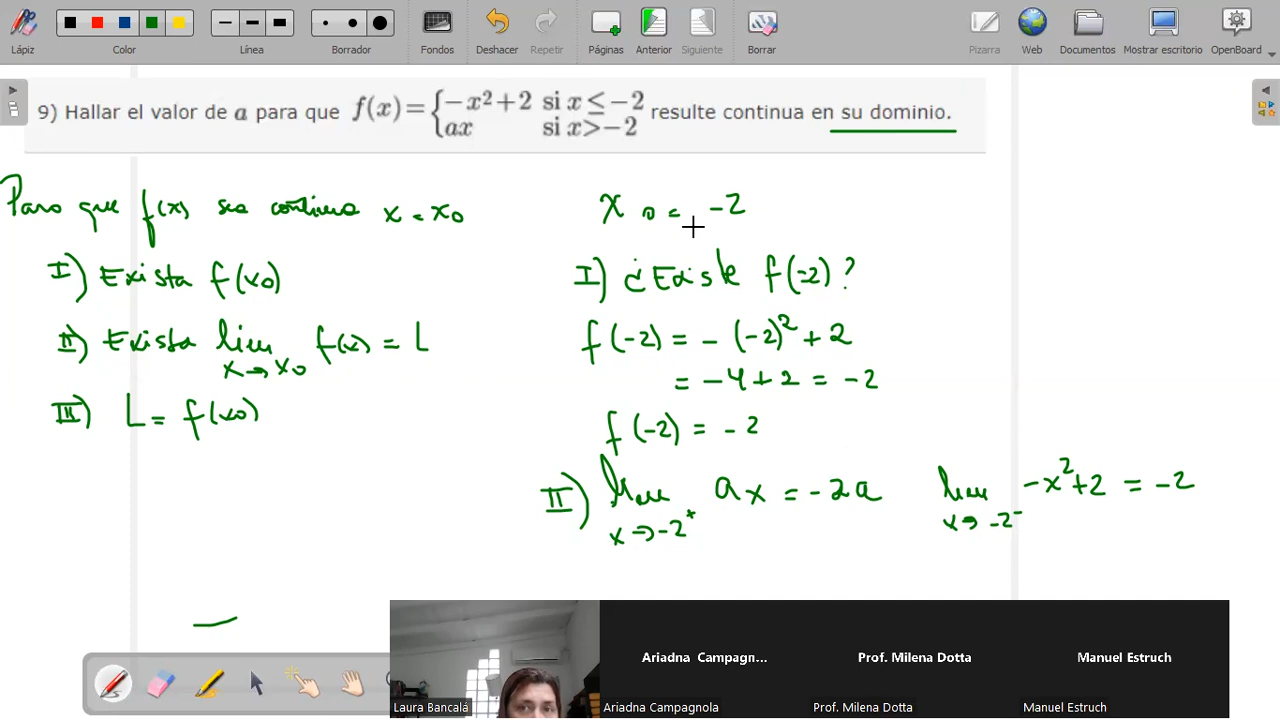 Lápiz Color Línea Borrador Fondos Deshacer Repetir Páginas Anterior Siguiente Borrar Pizarra Web Documentos Mostrar escritorio OpenBoard
9) Hallar el valor de a para que f(x)={−x²+2 si x≤−2 resulte continua en su dominio.
ax si x>−2
Para que f(x) sea continua x = x₀
I) Exista f(x₀)
II) Exista lim f(x) = L
x→x₀
III) L = f(x₀)
x₀ = -2
I) ¿Existe f(-2)?
f(-2) = -(-2)² + 2
= -4+2 = -2
f(-2) = -2
II) lim ax = -2a lim -x²+2 = -2
x→-2⁺ x→-2⁻
Ariadna Campagn... Prof. Milena Dotta Manuel Estruch
Laura Bancalá Ariadna Campagnola Prof. Milena Dotta Manuel Estruch